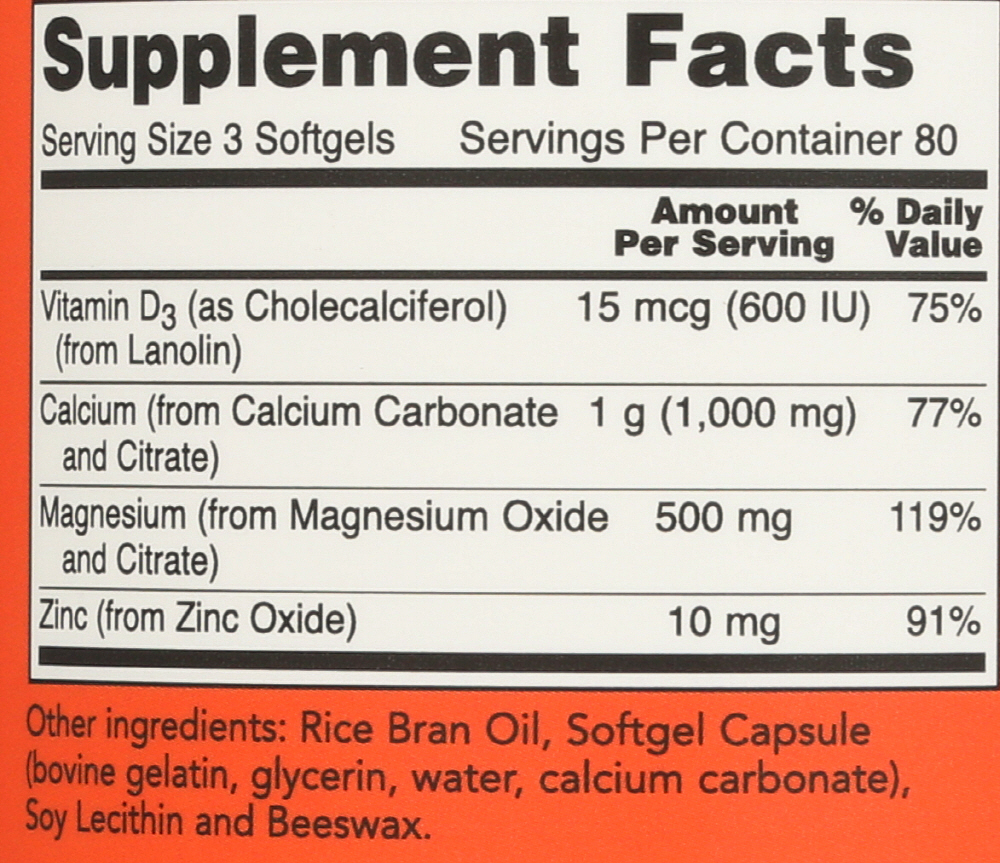 Supplement Facts
Serving Size 3 Softgels Servings Per Container 80
Amount Per Serving % Daily Value
Vitamin D3 (as Cholecalciferol) 15 mcg (600 IU) 75%
(from Lanolin)
Calcium (from Calcium Carbonate 1 g (1,000 mg) 77%
and Citrate)
Magnesium (from Magnesium Oxide 500 mg 119%
and Citrate)
Zinc (from Zinc Oxide) 10 mg 91%
Other ingredients: Rice Bran Oil, Softgel Capsule
(bovine gelatin, glycerin, water, calcium carbonate),
Soy Lecithin and Beeswax.